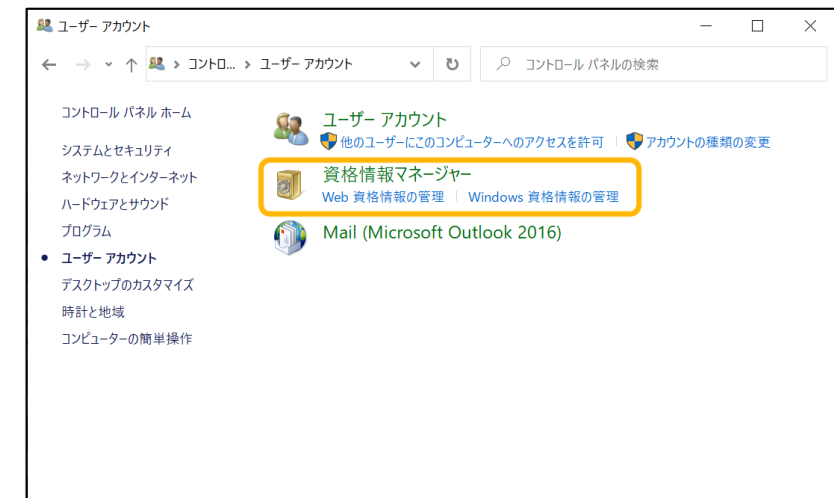 ユーザー アカウント
コントロ... › ユーザー アカウント
コントロール パネルの検索
コントロール パネル ホーム
システムとセキュリティ
ネットワークとインターネット
ハードウェアとサウンド
プログラム
ユーザー アカウント
デスクトップのカスタマイズ
時計と地域
コンピューターの簡単操作
ユーザー アカウント
他のユーザーにこのコンピューターへのアクセスを許可 | アカウントの種類の変更
資格情報マネージャー
Web 資格情報の管理 | Windows 資格情報の管理
Mail (Microsoft Outlook 2016)